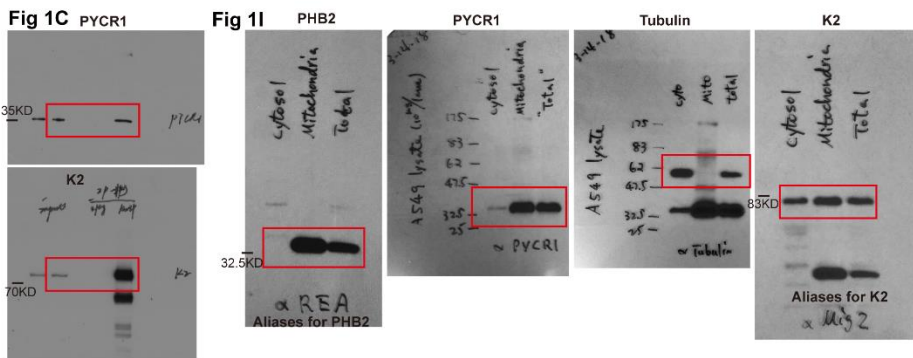 Fig 1C
PYCR1
35KD
PYCR1
K2
inputs
70KD
K2
Fig 1I
PHB2
Cytosol
Mitochondria
Total
32.5KD
α REA
Aliases for PHB2
PYCR1
3-14-18
A549 lysate
Cytosol
Mitochondria
"Total"
175
83
62
47.5
32.5
25
α PYCR1
Tubulin
3-14-18
A549 lysate
Cyto
Mito
total
175
83
62
47.5
32.5
25
α Tubulin
K2
Cytosol
Mitochondria
Total
83KD
Aliases for K2
α Mig 2